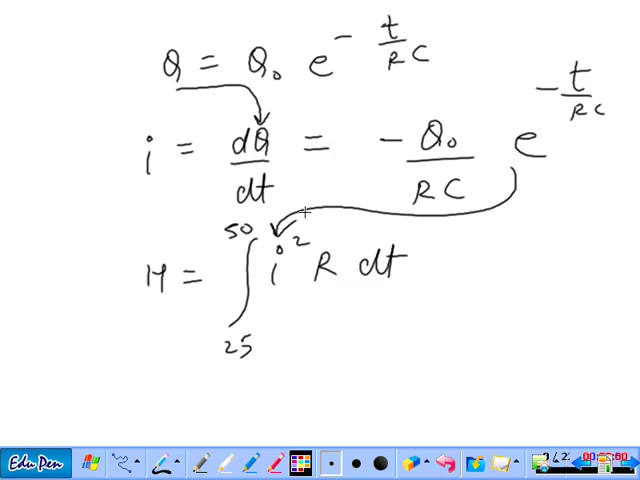 Q = Q₀ e^(- t/RC)
i = dQ/dt = - Q₀/RC e^(- t/RC)
H = ∫₂₅⁵⁰ i² R dt
Edu Pen